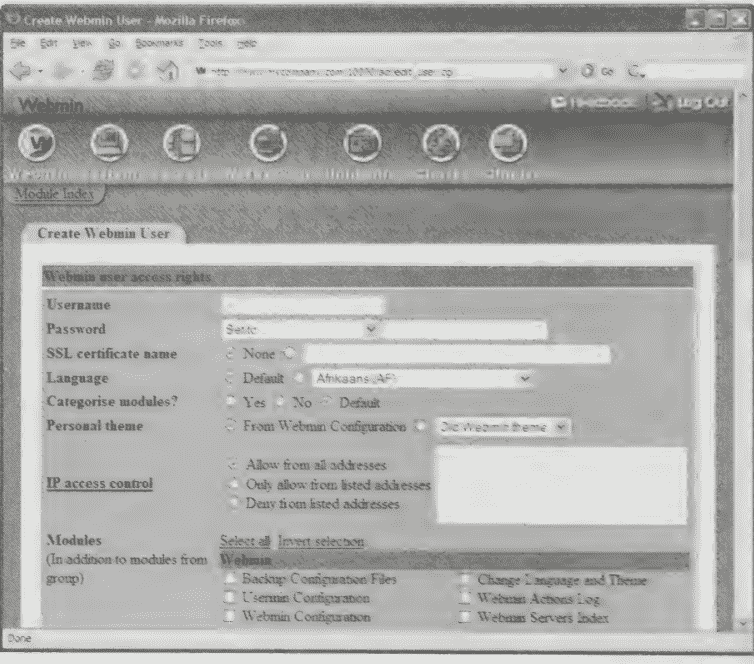 Create Webmin User - Mozilla Firefox
File Edit View Go Bookmarks Tools Help
Go
Webmin
Feedback Log Out
Module Index
Create Webmin User
Webmin user access rights
Username
Password Set to
SSL certificate name None
Language Default Afrikaans (AF)
Categorise modules? Yes No Default
Personal theme From Webmin Configuration Old Webmin theme
Allow from all addresses
IP access control Only allow from listed addresses
Deny from listed addresses
Modules Select all Invert selection
(In addition to modules from Webmin
group) Backup Configuration Files Change Language and Theme
Usermin Configuration Webmin Actions Log
Webmin Configuration Webmin Servers Index
Done